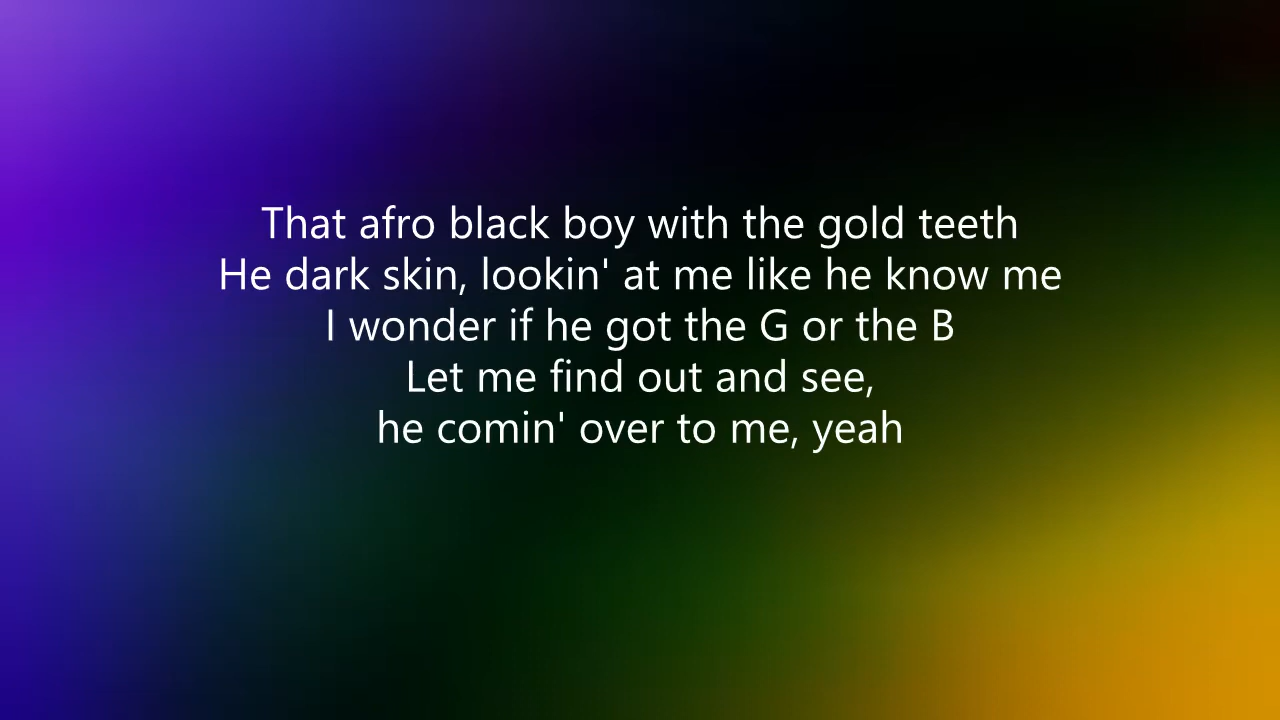 That afro black boy with the gold teeth
He dark skin, lookin' at me like he know me
I wonder if he got the G or the B
Let me find out and see,
he comin' over to me, yeah